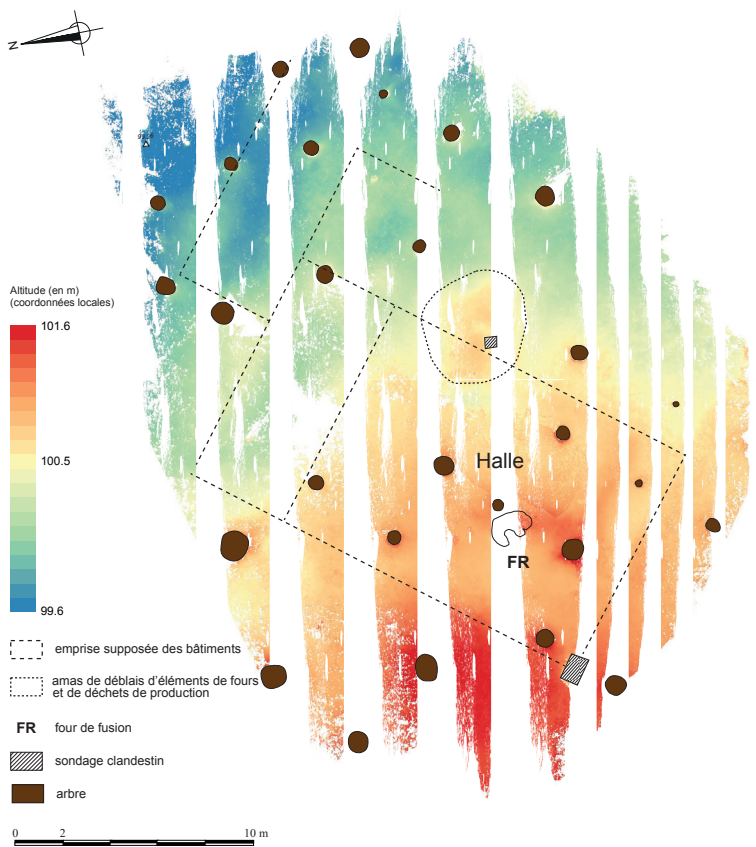 N
Altitude (en m)
(coordonnées locales)
101.6
100.5
99.6
Halle
FR
emprise supposée des bâtiments
amas de déblais d'éléments de fours
et de déchets de production
FR four de fusion
sondage clandestin
arbre
0 2 10 m